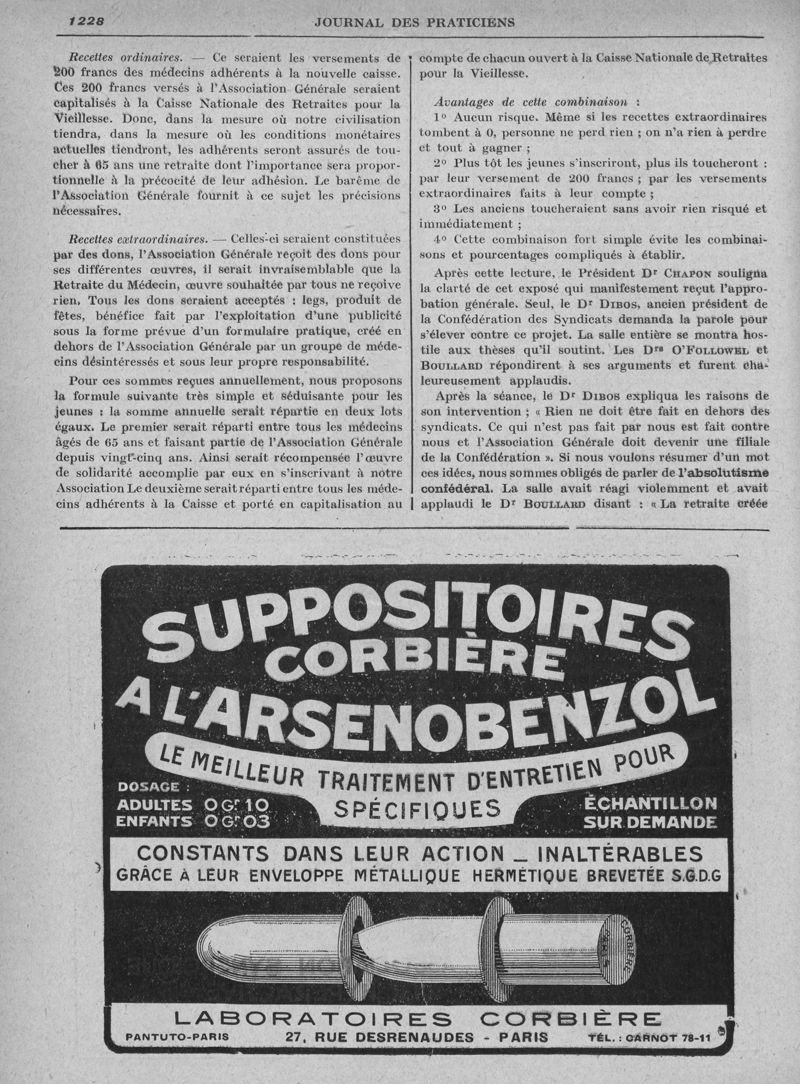 1228
JOURNAL DES PRATICIENS
Recettes ordinaires. — Ce seraient les versements de
200 francs des médecins adhérents à la nouvelle caisse.
Ces 200 francs versés à l'Association Générale seraient
capitalisés à la Caisse Nationale des Retraites pour la
Vieillesse. Donc, dans la mesure où notre civilisation
tiendra, dans la mesure où les conditions monétaires
actuelles tiendront, les adhérents seront assurés de tou-
cher à 65 ans une retraite dont l'importance sera propor-
tionnelle à la précocité de leur adhésion. Le barême de
l'Association Générale fournit à ce sujet les précisions
nécessaires.
Recettes extraordinaires. — Celles-ci seraient constituées
par des dons, l'Association Générale reçoit des dons pour
ses différentes œuvres, il serait invraisemblable que la
Retraite du Médecin, œuvre souhaitée par tous ne reçoive
rien. Tous les dons seraient acceptés : legs, produit de
fêtes, bénéfice fait par l'exploitation d'une publicité
sous la forme prévue d'un formulaire pratique, créé en
dehors de l'Association Générale par un groupe de méde-
cins désintéressés et sous leur propre responsabilité.
Pour ces sommes reçues annuellement, nous proposons
la formule suivante très simple et séduisante pour les
jeunes : la somme annuelle serait répartie en deux lots
égaux. Le premier serait réparti entre tous les médecins
âgés de 65 ans et faisant partie de l'Association Générale
depuis vingt-cinq ans. Ainsi serait récompensée l'œuvre
de solidarité accomplie par eux en s'inscrivant à notre
Association Le deuxième serait réparti entre tous les méde-
cins adhérents à la Caisse et porté en capitalisation au
compte de chacun ouvert à la Caisse Nationale de Retraites
pour la Vieillesse.
Avantages de cette combinaison :
1º Aucun risque. Même si les recettes extraordinaires
tombent à 0, personne ne perd rien ; on n'a rien à perdre
et tout à gagner ;
2º Plus tôt les jeunes s'inscriront, plus ils toucheront :
par leur versement de 200 francs ; par les versements
extraordinaires faits à leur compte ;
3º Les anciens toucheraient sans avoir rien risqué et
immédiatement ;
4º Cette combinaison fort simple évite les combinai-
sons et pourcentages compliqués à établir.
Après cette lecture, le Président Dr CHAPON souligna
la clarté de cet exposé qui manifestement reçut l'appro-
bation générale. Seul, le Dr DIBOS, ancien président de
la Confédération des Syndicats demanda la parole pour
s'élever contre ce projet. La salle entière se montra hos-
tile aux thèses qu'il soutint. Les Drs O'FOLLOWEL et
BOULLARD répondirent à ses arguments et furent cha-
leureusement applaudis.
Après la séance, le Dr DIBOS expliqua les raisons de
son intervention ; « Rien ne doit être fait en dehors des
syndicats. Ce qui n'est pas fait par nous est fait contre
nous et l'Association Générale doit devenir une filiale
de la Confédération ». Si nous voulons résumer d'un mot
ces idées, nous sommes obligés de parler de l'absolutisme
confédéral. La salle avait réagi violemment et avait
applaudi le Dr BOULLARD disant : « La retraite créée
SUPPOSITOIRES
CORBIÈRE
A L'ARSENOBENZOL
LE MEILLEUR TRAITEMENT D'ENTRETIEN POUR
SPÉCIFIQUES
DOSAGE :
ADULTES 0 Gr. 10
ENFANTS 0 Gr. 03
ÉCHANTILLON
SUR DEMANDE
CONSTANTS DANS LEUR ACTION _ INALTÉRABLES
GRÂCE À LEUR ENVELOPPE MÉTALLIQUE HERMÉTIQUE BREVETÉE S.G.D.G
CORBIÈRE
PARIS
LABORATOIRES CORBIÈRE
PANTUTO-PARIS
27, RUE DESRENAUDES - PARIS
TÉL. : CARNOT 78-11